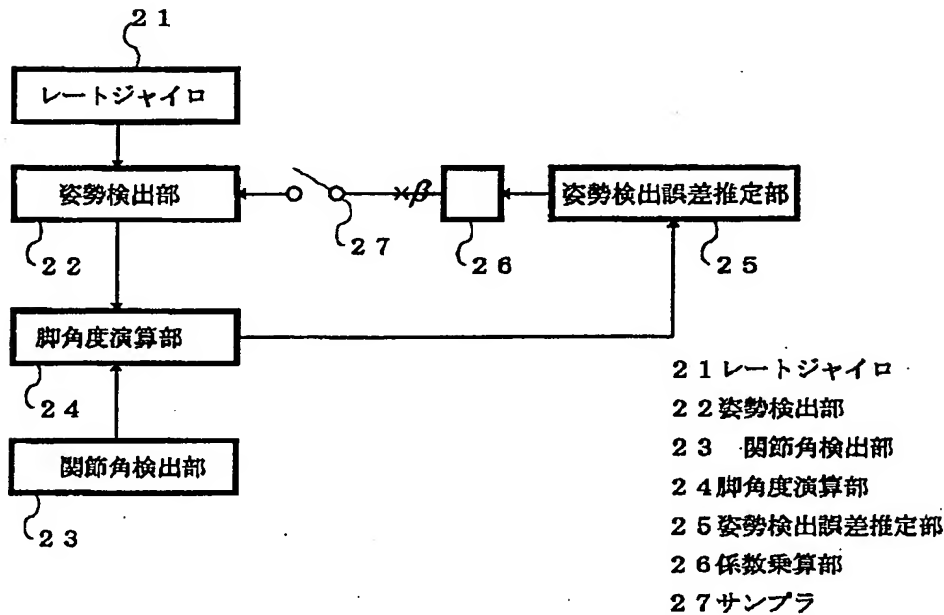 ２１
レートジャイロ
姿勢検出部
×β
姿勢検出誤差推定部
２２
２７
２６
２５
脚角度演算部
２４
関節角検出部
２３
２１レートジャイロ
２２姿勢検出部
２３　関節角検出部
２４脚角度演算部
２５姿勢検出誤差推定部
２６係数乗算部
２７サンプラ